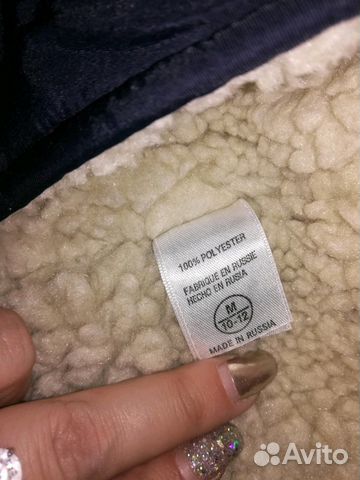 100% POLYESTER
FABRIQUE EN RUSSIE
HECHO EN RUSIA
M
10-12
MADE IN RUSSIA
Avito